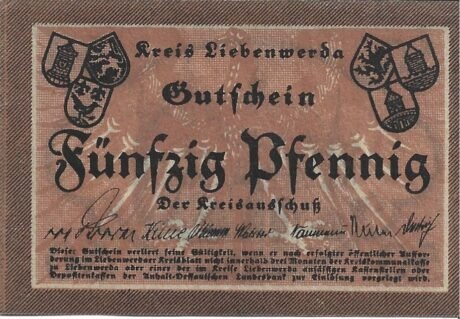 Kreis Liebenwerda
Gutschein
Fünfzig Pfennig
Der Kreisausschuß
Dieser Gutschein verliert seine Gültigkeit, wenn er nach erfolgter öffentlicher Auffor-
derung im Liebenwerdaer Kreisblatt nicht innerhalb drei Monaten der Kreiskommunalkasse
zu Liebenwerda oder einer der im Kreise Liebenwerda ansässigen Kassenstellen oder
Depositenkassen der Anhalt-Dessauischen Landesbank zur Einlösung vorgelegt wird.